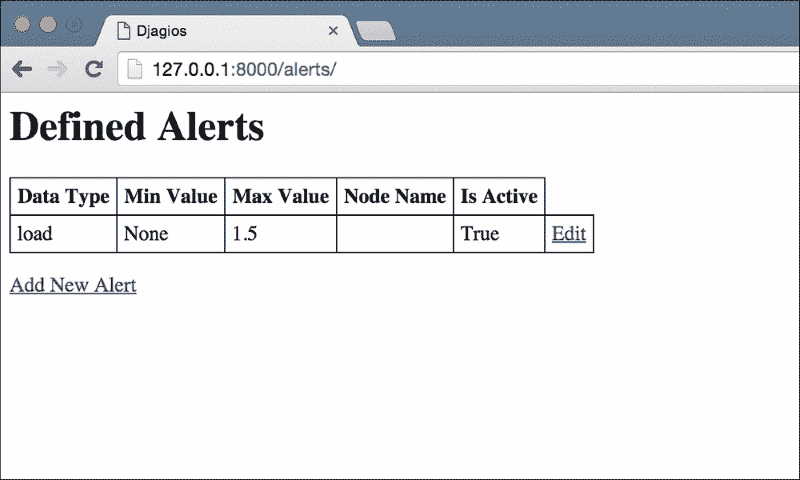 Djagios
127.0.0.1:8000/alerts/
Defined Alerts
Data Type Min Value Max Value Node Name Is Active
load None 1.5 True Edit
Add New Alert